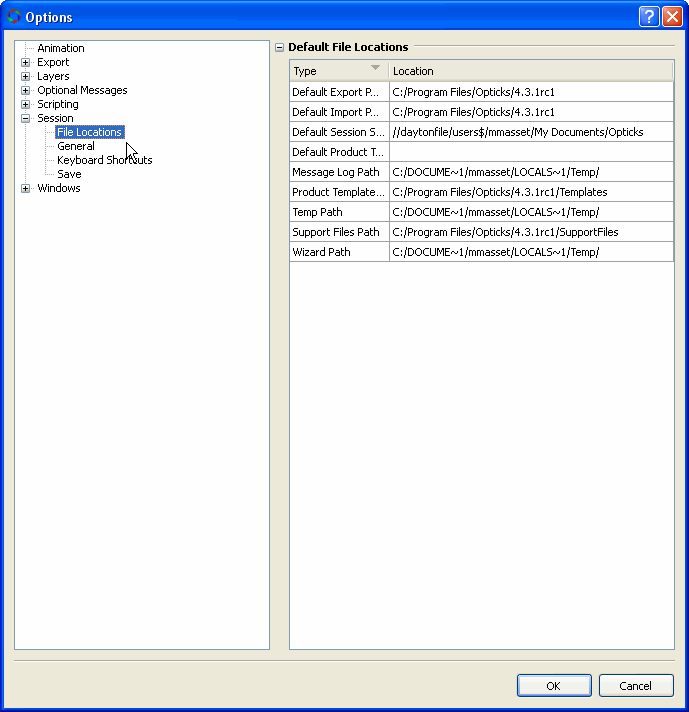 Options
Animation
Export
Layers
Optional Messages
Scripting
Session
File Locations
General
Keyboard Shortcuts
Save
Windows
Default File Locations
Type Location
Default Export P... C:/Program Files/Opticks/4.3.1rc1
Default Import P... C:/Program Files/Opticks/4.3.1rc1
Default Session S... //daytonfile/users$/mmasset/My Documents/Opticks
Default Product T...
Message Log Path C:/DOCUME~1/mmasset/LOCALS~1/Temp/
Product Template... C:/Program Files/Opticks/4.3.1rc1/Templates
Temp Path C:/DOCUME~1/mmasset/LOCALS~1/Temp/
Support Files Path C:/Program Files/Opticks/4.3.1rc1/SupportFiles
Wizard Path C:/DOCUME~1/mmasset/LOCALS~1/Temp/
OK Cancel